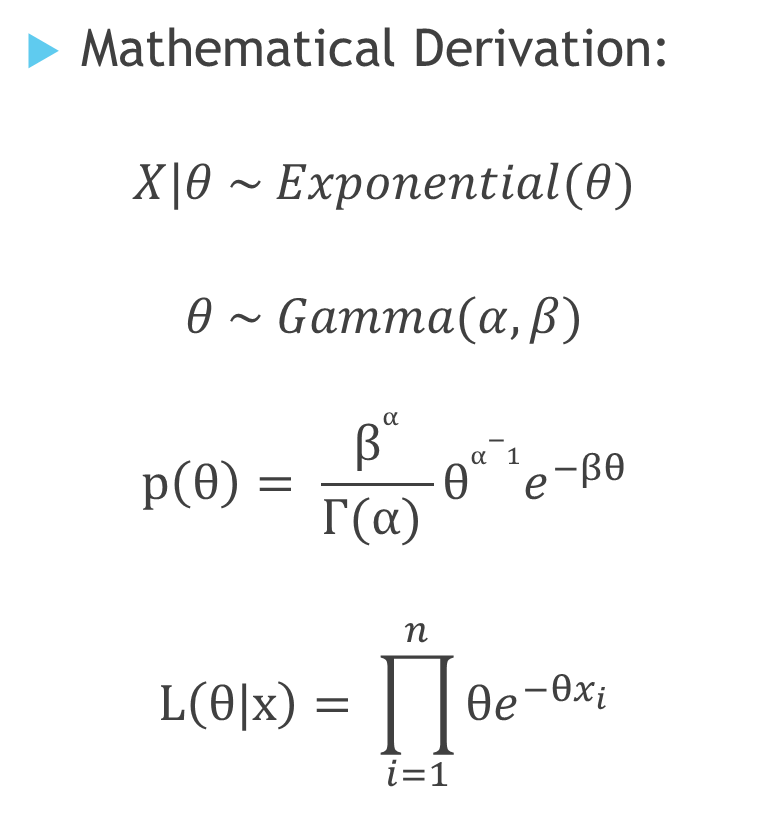 Mathematical Derivation:
X|θ ~ Exponential(θ)
θ ~ Gamma(α, β)
p(θ) = β^α / Γ(α) θ^(α⁻1) e^(−βθ)
L(θ|x) = ∏_{i=1}^{n} θe^(−θx_i)